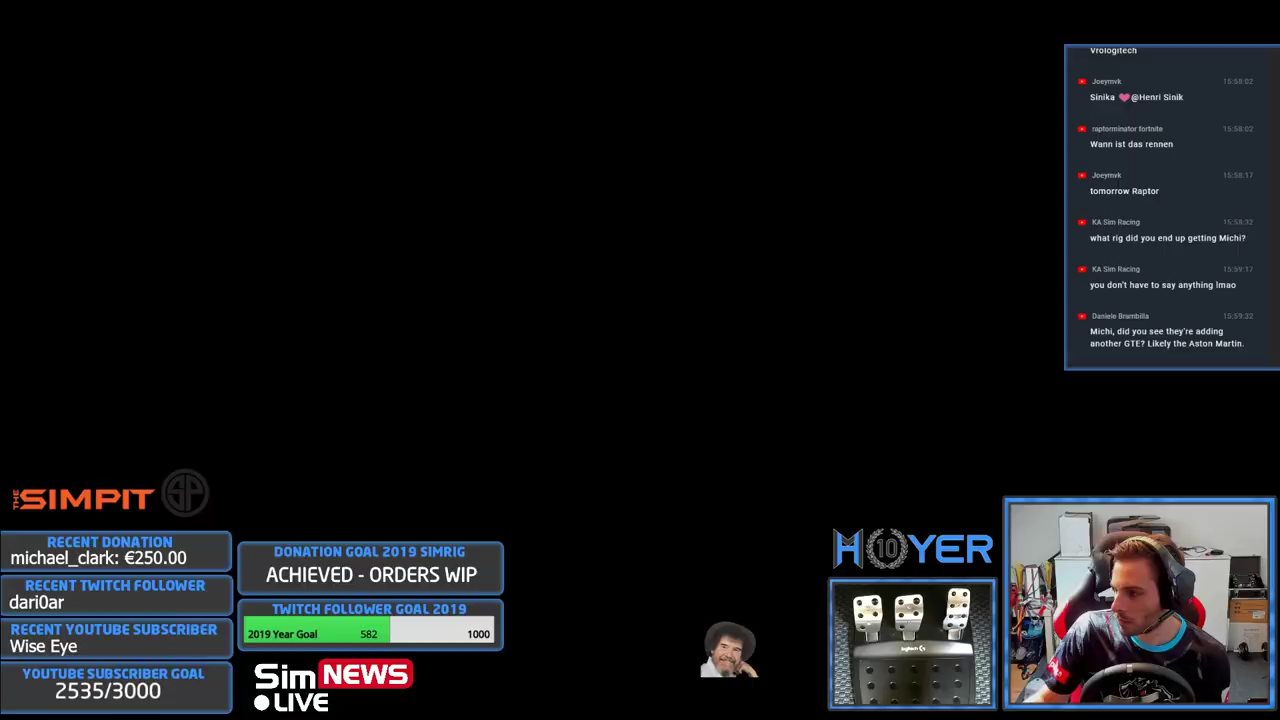 Vrologitech
Joeymvk 15:58:02
Sinika @Henri Sinik
raptorminator fortnite 15:58:02
Wann ist das rennen
Joeymvk 15:58:17
tomorrow Raptor
KA Sim Racing 15:58:32
what rig did you end up getting Michi?
KA Sim Racing 15:59:17
you don't have to say anything lmao
Daniele Brambilla 15:59:32
Michi, did you see they're adding
another GTE? Likely the Aston Martin.
THE SIMPIT SP
RECENT DONATION
michael_clark: €250.00
RECENT TWITCH FOLLOWER
dari0ar
RECENT YOUTUBE SUBSCRIBER
Wise Eye
YOUTUBE SUBSCRIBER GOAL
2535/3000
DONATION GOAL 2019 SIMRIG
ACHIEVED - ORDERS WIP
TWITCH FOLLOWER GOAL 2019
2019 Year Goal 582 1000
Sim NEWS
LIVE
H 10 YER
logitech G